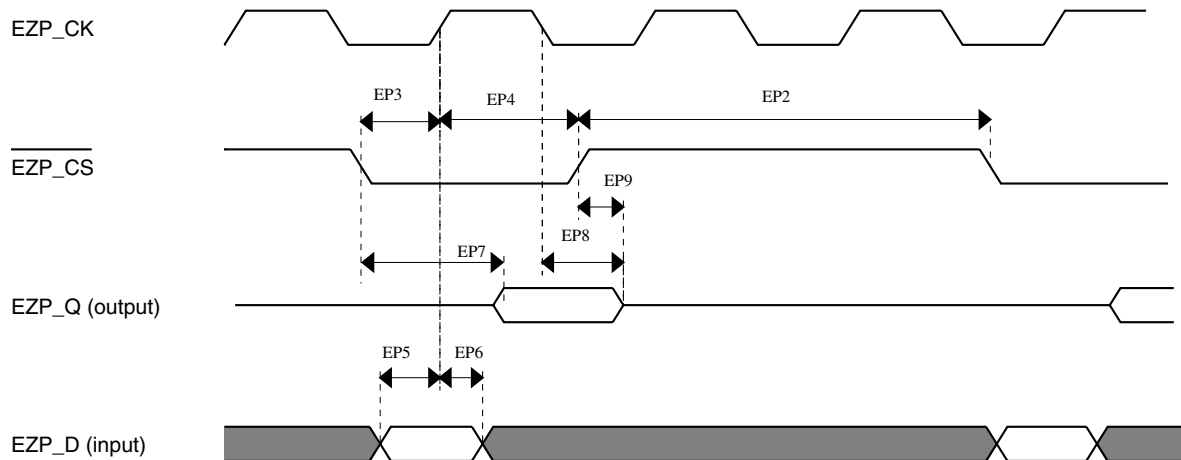 EZP_CK
EP3
EP4
EP2
EZP_CS
EP9
EP8
EP7
EZP_Q (output)
EP5
EP6
EZP_D (input)